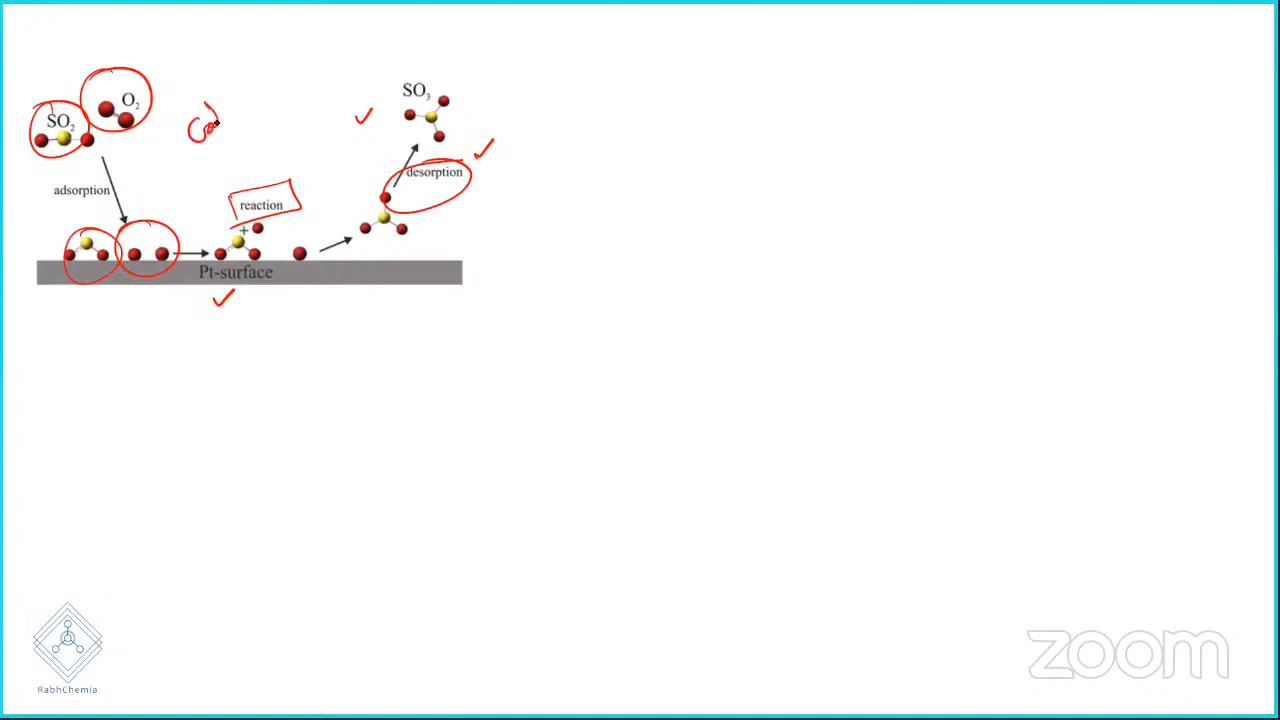 O₂
SO₂
SO₃
adsorption
desorption
reaction
+
Pt-surface
RabhChemia
zoom